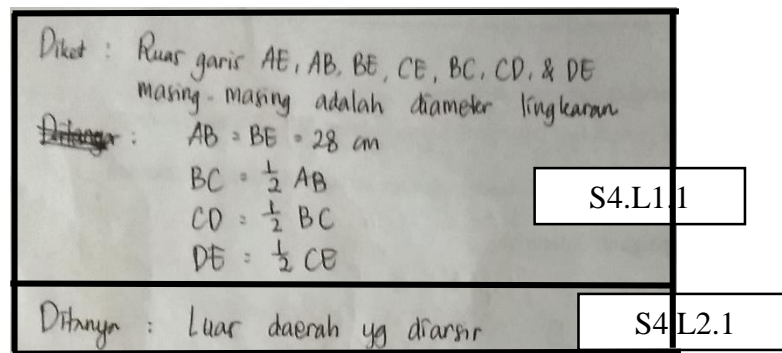 Diket : Ruas garis AE, AB, BE, CE, BC, CD, & DE
masing-masing adalah diameter lingkaran
Ditanya : AB = BE = 28 cm
BC = 1/2 AB
S4.L1.1
CD = 1/2 BC
DE = 1/2 CE
Ditanya : Luas daerah yg diarsir
S4.L2.1